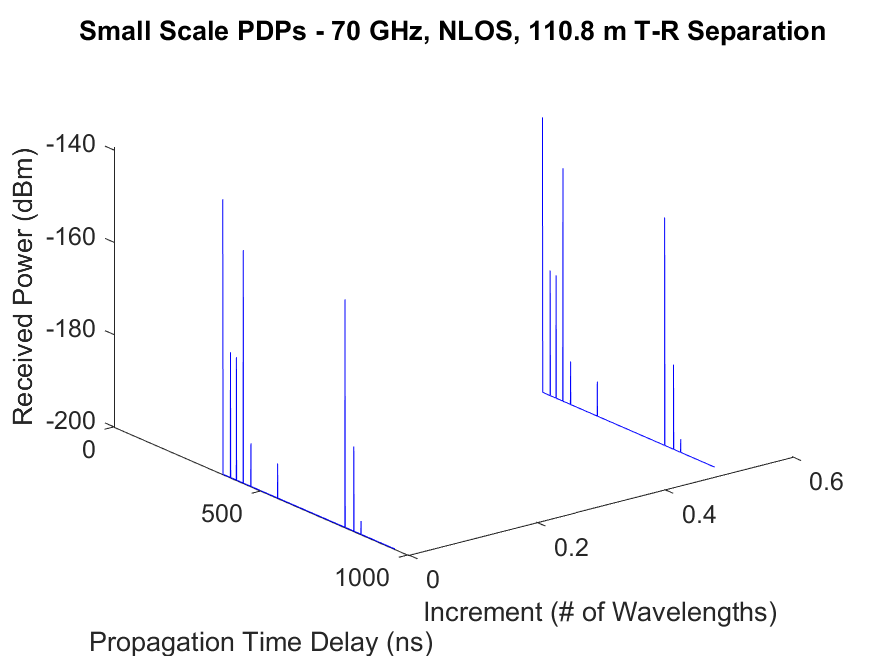 Small Scale PDPs - 70 GHz, NLOS, 110.8 m T-R Separation
Received Power (dBm)
-140
-160
-180
-200
0
500
1000
0
0.2
0.4
0.6
Increment (# of Wavelengths)
Propagation Time Delay (ns)